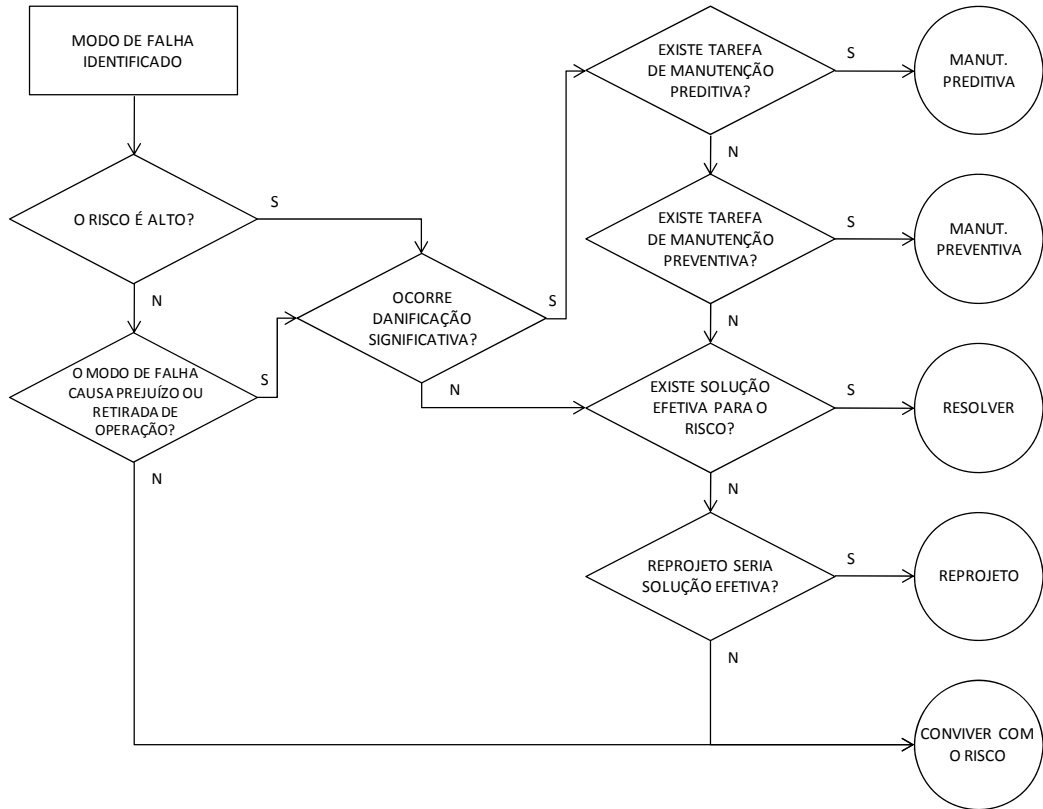 MODO DE FALHA
IDENTIFICADO
O RISCO É ALTO?
S
N
O MODO DE FALHA
CAUSA PREJUÍZO OU
RETIRADA DE
OPERAÇÃO?
S
N
OCORRE
DANIFICAÇÃO
SIGNIFICATIVA?
S
N
EXISTE TAREFA
DE MANUTENÇÃO
PREDITIVA?
S
N
MANUT.
PREDITIVA
EXISTE TAREFA
DE MANUTENÇÃO
PREVENTIVA?
S
N
MANUT.
PREVENTIVA
EXISTE SOLUÇÃO
EFETIVA PARA O
RISCO?
S
N
RESOLVER
REPROJETO SERIA
SOLUÇÃO EFETIVA?
S
N
REPROJETO
CONVIVER COM
O RISCO